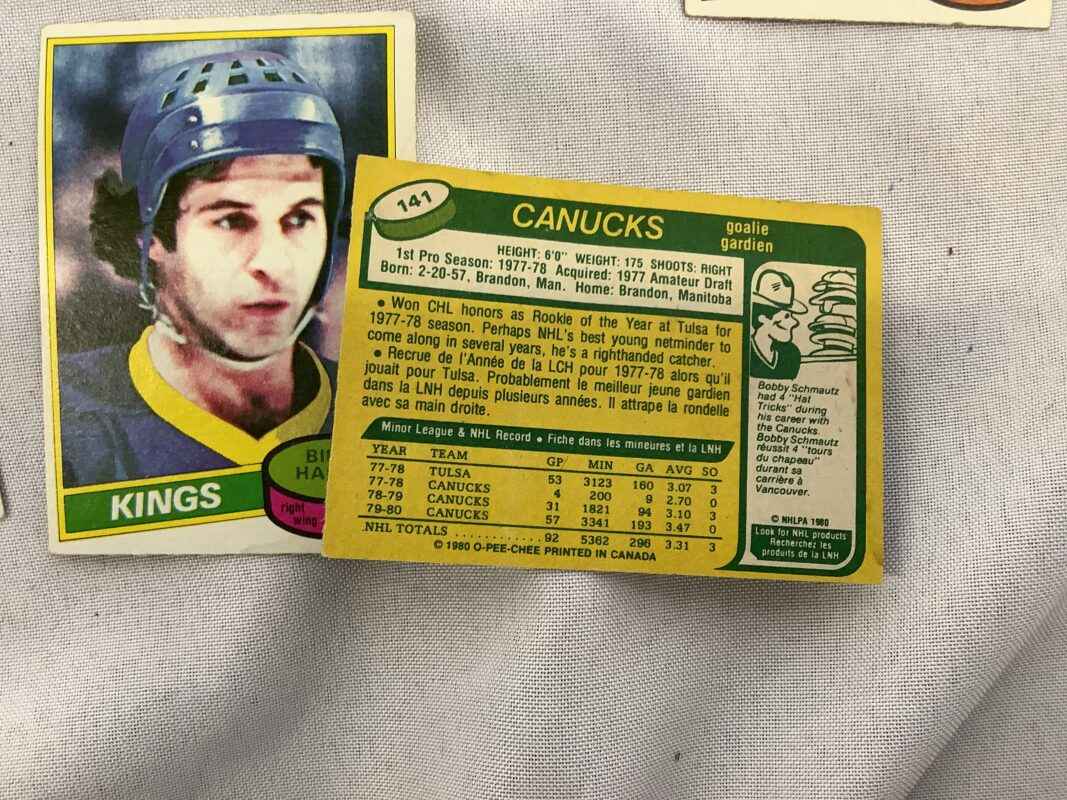 KINGS
BI
HA
right
wing
141
CANUCKS
goalie
gardien
HEIGHT: 6'0" WEIGHT: 175 SHOOTS: RIGHT
1st Pro Season: 1977-78 Acquired: 1977 Amateur Draft
Born: 2-20-57, Brandon, Man. Home: Brandon, Manitoba
• Won CHL honors as Rookie of the Year at Tulsa for
1977-78 season. Perhaps NHL's best young netminder to
come along in several years, he's a righthanded catcher.
• Recrue de l'Année de la LCH pour 1977-78 alors qu'il
jouait pour Tulsa. Probablement le meilleur jeune gardien
dans la LNH depuis plusieurs années. Il attrape la rondelle
avec sa main droite.
Minor League & NHL Record • Fiche dans les mineures et la LNH
YEAR TEAM GP MIN GA AVG SO
77-78 TULSA 53 3123 160 3.07 3
77-78 CANUCKS 4 200 9 2.70 0
78-79 CANUCKS 31 1821 94 3.10 3
79-80 CANUCKS 57 3341 193 3.47 0
NHL TOTALS ............. 92 5362 296 3.31 3
© 1980 O-PEE-CHEE PRINTED IN CANADA
Bobby Schmautz
had 4 "Hat
Tricks" during
his career with
the Canucks.
Bobby Schmautz
réussit 4 "tours
du chapeau"
durant sa
carrière à
Vancouver.
© NHLPA 1980
Look for NHL products
Recherchez les
produits de la LNH